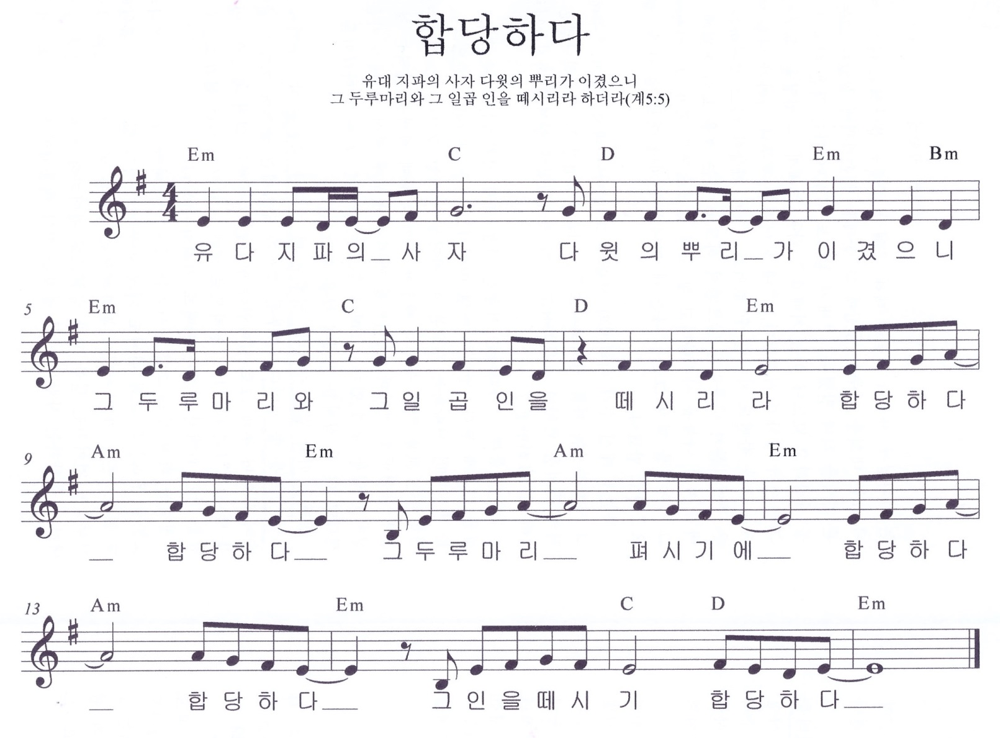 합당하다
유대 지파의 사자 다윗의 뿌리가 이겼으니
그 두루마리와 그 일곱 인을 떼시리라 하더라(계5:5)
Em C D Em Bm
유 다 지 파 의 사 자 다 윗 의 뿌 리 가 이 겼 으 니
5 Em C D Em
그 두 루 마 리 와 그 일 곱 인 을 떼 시 리 라 합 당 하 다
9 Am Em Am Em
합 당 하 다 그 두 루 마 리 펴 시 기 에 합 당 하 다
13 Am Em C D Em
합 당 하 다 그 인 을 떼 시 기 합 당 하 다